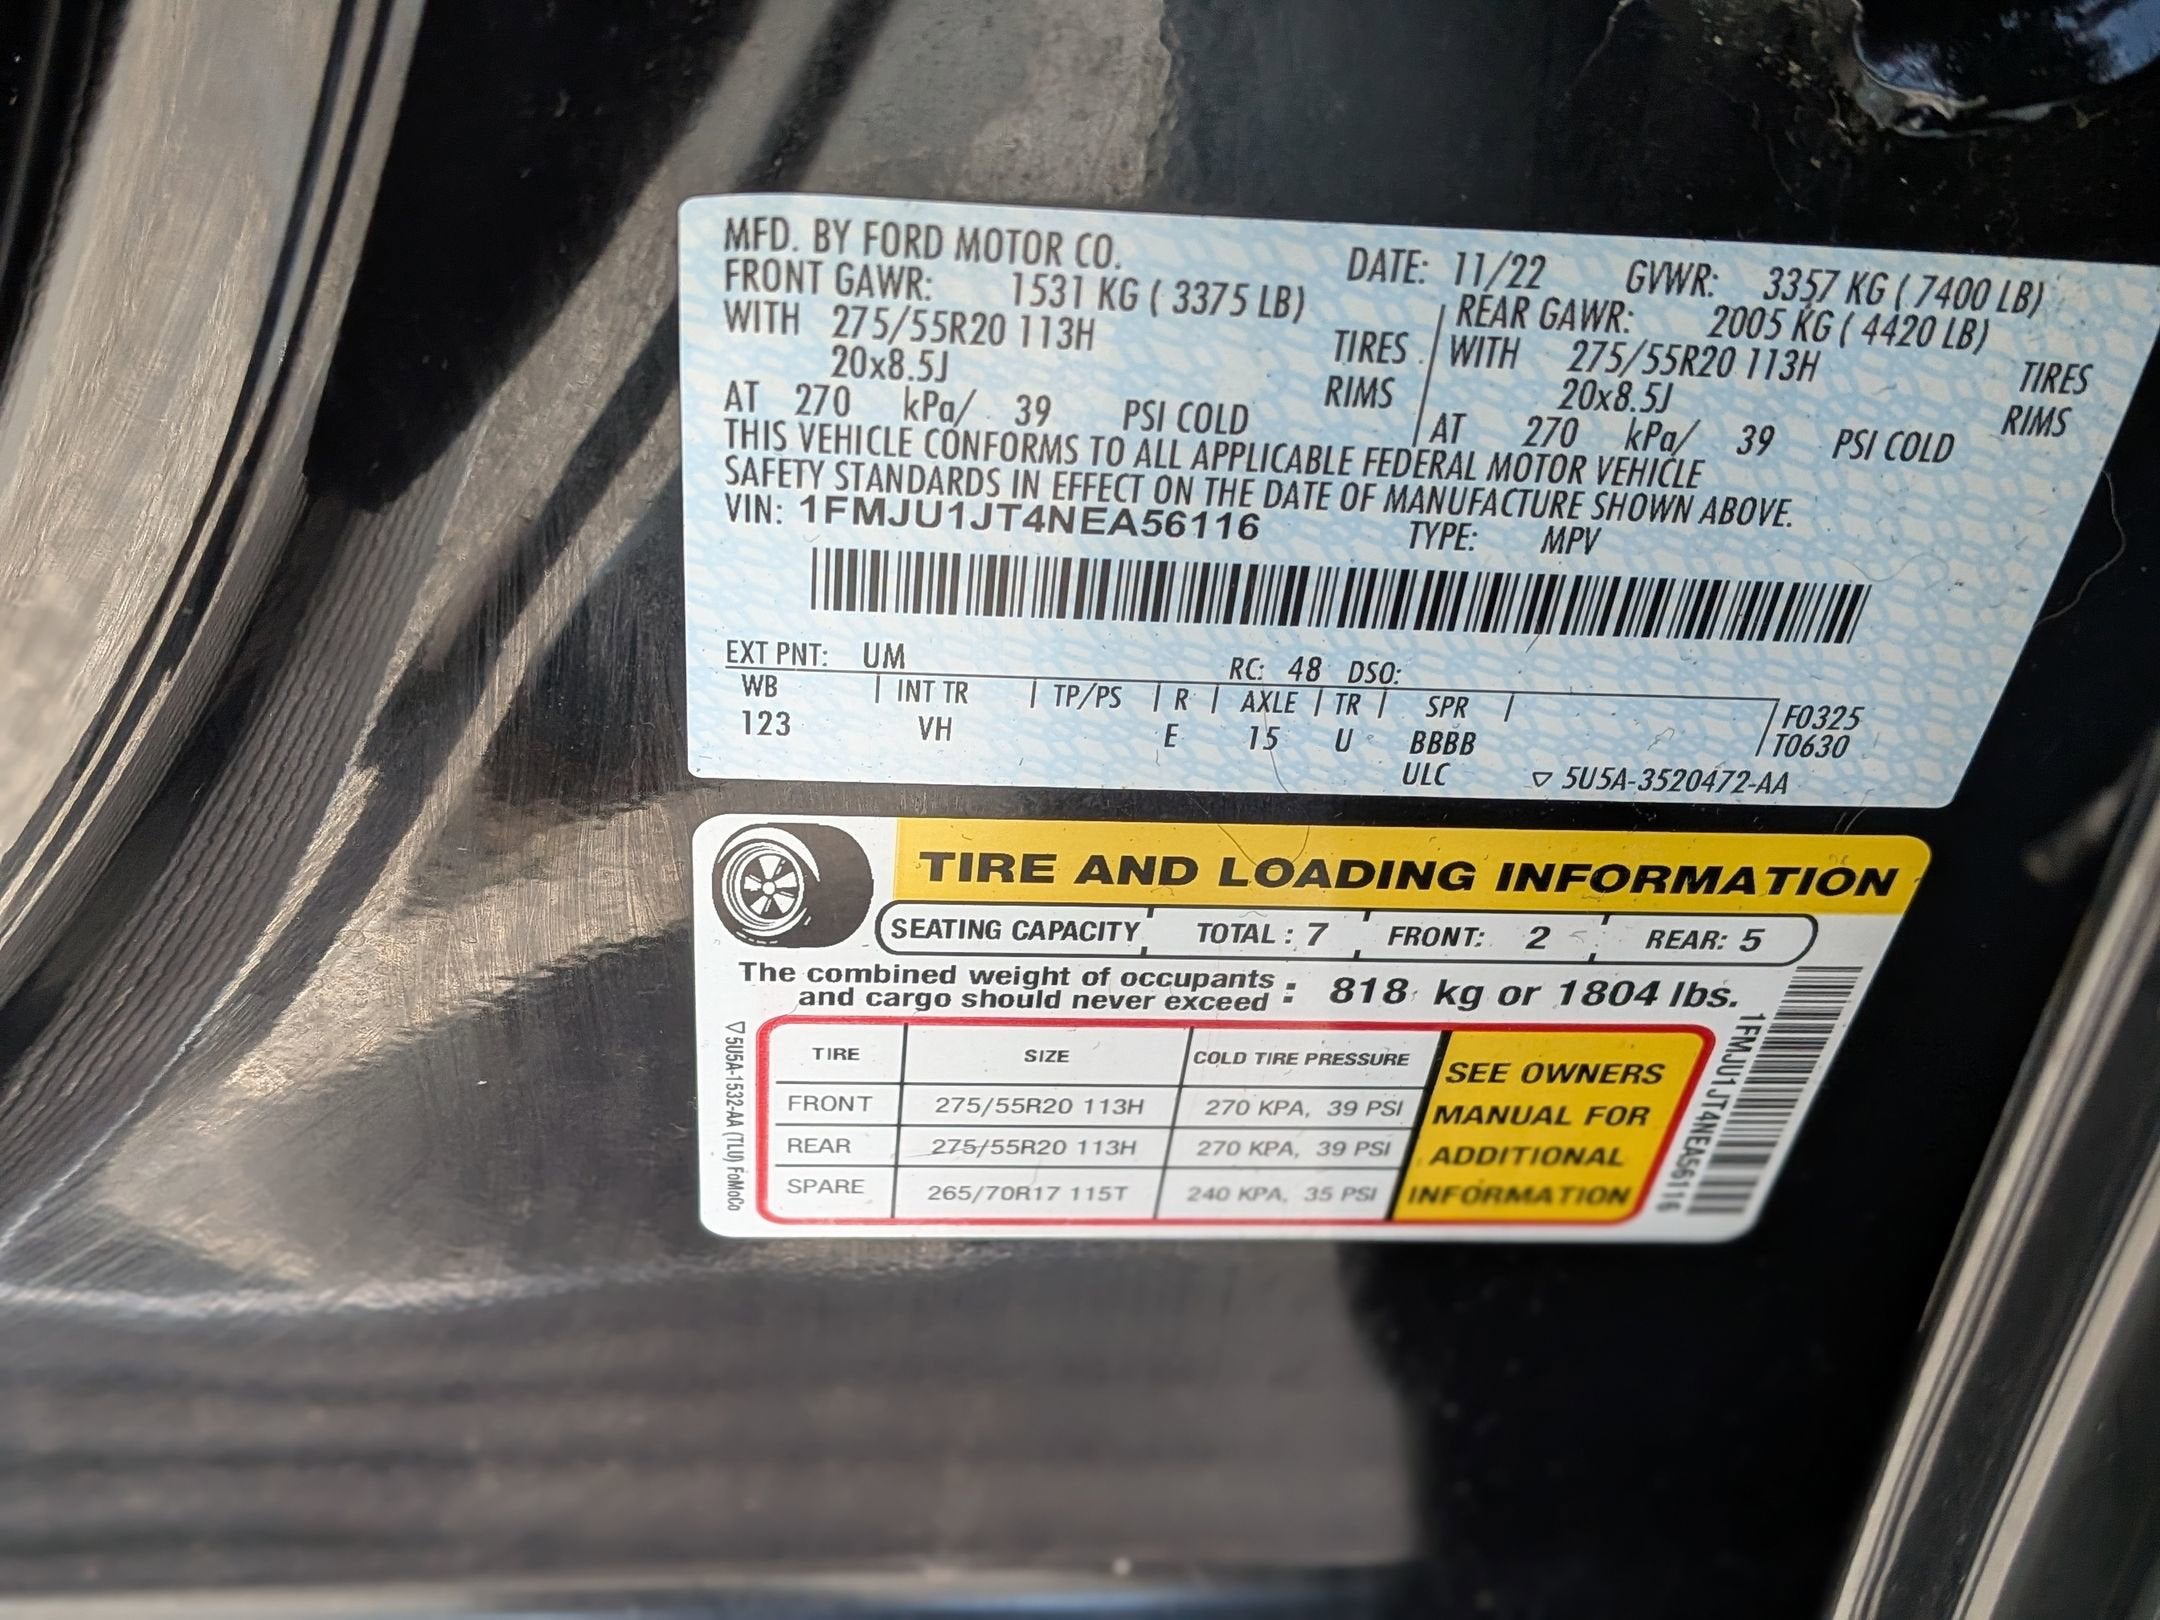 MFD. BY FORD MOTOR CO. DATE: 11/22 GVWR: 3357 KG ( 7400 LB)
FRONT GAWR: 1531 KG ( 3375 LB) REAR GAWR: 2005 KG ( 4420 LB)
WITH 275/55R20 113H TIRES WITH 275/55R20 113H TIRES
20x8.5J RIMS 20x8.5J RIMS
AT 270 kPa/ 39 PSI COLD AT 270 kPa/ 39 PSI COLD
THIS VEHICLE CONFORMS TO ALL APPLICABLE FEDERAL MOTOR VEHICLE
SAFETY STANDARDS IN EFFECT ON THE DATE OF MANUFACTURE SHOWN ABOVE.
VIN: 1FMJU1JT4NEA56116 TYPE: MPV
EXT PNT: UM RC: 48 DSO:
WB INT TR TP/PS R AXLE TR SPR F0325
123 VH E 15 U BBBB T0630
ULC 5U5A-3520472-AA
TIRE AND LOADING INFORMATION
SEATING CAPACITY TOTAL : 7 FRONT: 2 REAR: 5
The combined weight of occupants
and cargo should never exceed : 818 kg or 1804 lbs.
TIRE SIZE COLD TIRE PRESSURE
FRONT 275/55R20 113H 270 KPA, 39 PSI
REAR 275/55R20 113H 270 KPA, 39 PSI
SPARE 265/70R17 115T 240 KPA, 35 PSI
SEE OWNERS
MANUAL FOR
ADDITIONAL
INFORMATION
5U5A-1532-AA (TLU) FoMoCo
1FMJU1JT4NEA56116